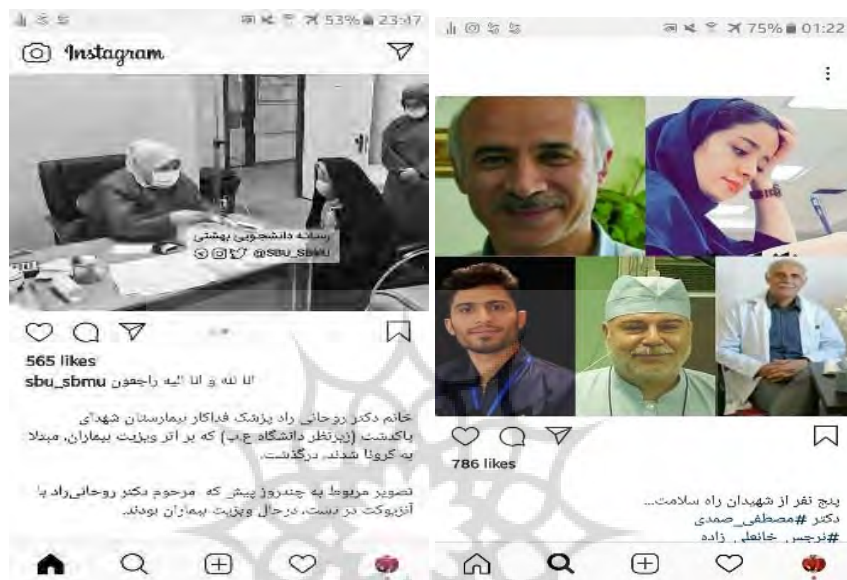 53% 23:47
Instagram
رسانه دانشجویی بهشتی
@SBU_SBMU
565 likes
sbu_sbmu انا لله و انا الیه راجعون
خانم دکتر روحانی راد پزشک فداکار بیمارستان شهدای
پاکدشت (زیرنظر دانشگاه ع.ب) که بر اثر ویزیت بیماران، مبتلا
به کرونا شدند، درگذشت.
تصویر مربوط به چندروز پیش که مرحوم دکتر روحانی‌راد با
آنژیوکت در دست، درحال ویزیت بیماران بودند.
75% 01:22
786 likes
پنج نفر از شهیدان راه سلامت...
دکتر #مصطفی_صمدی
#نرجس_خانعلی_زاده